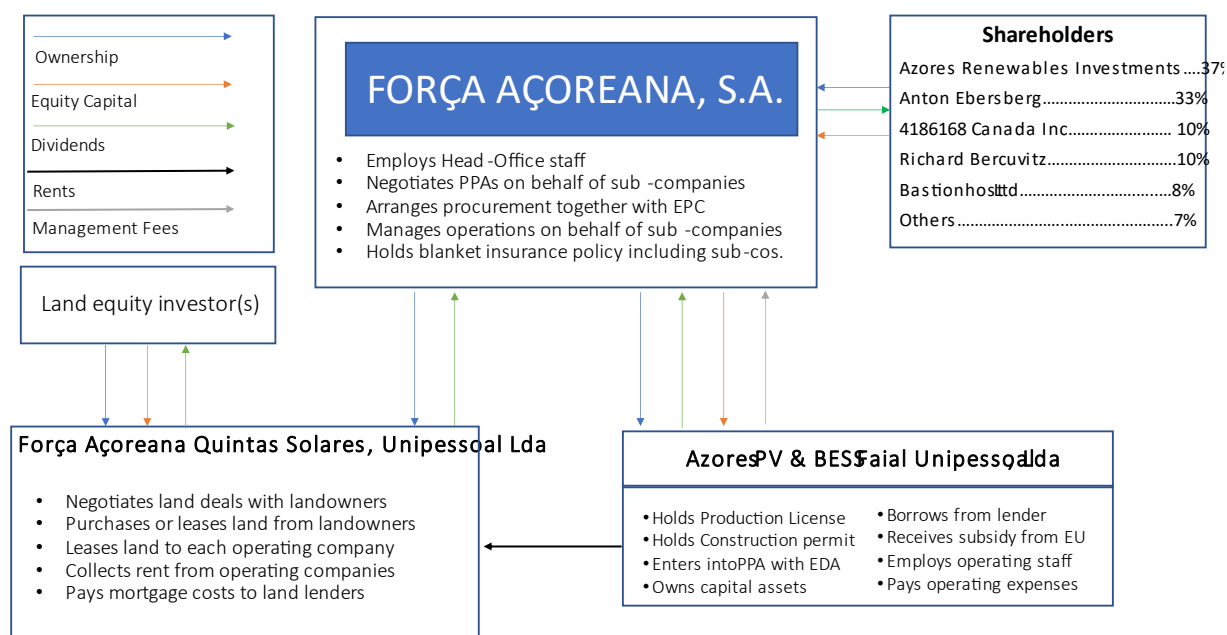 Ownership
Equity Capital
Dividends
Rents
Management Fees
FORÇA AÇOREANA, S.A.
• Employs Head -Office staff
• Negotiates PPAs on behalf of sub -companies
• Arranges procurement together with EPC
• Manages operations on behalf of sub -companies
• Holds blanket insurance policy including sub-cos.
Shareholders
Azores Renewables Investments ....37%
Anton Ebersberg..............................33%
4186168 Canada Inc........................ 10%
Richard Bercuvitz............................10%
Bastionhos Ltd..................................8%
Others.................................................7%
Land equity investor(s)
Força Açoreana Quintas Solares, Unipessoal Lda
• Negotiates land deals with landowners
• Purchases or leases land from landowners
• Leases land to each operating company
• Collects rent from operating companies
• Pays mortgage costs to land lenders
Azores PV & BESS Faial Unipessoal, Lda
• Holds Production License
• Holds Construction permit
• Enters intoPPA with EDA
• Owns capital assets
• Borrows from lender
• Receives subsidy from EU
• Employs operating staff
• Pays operating expenses